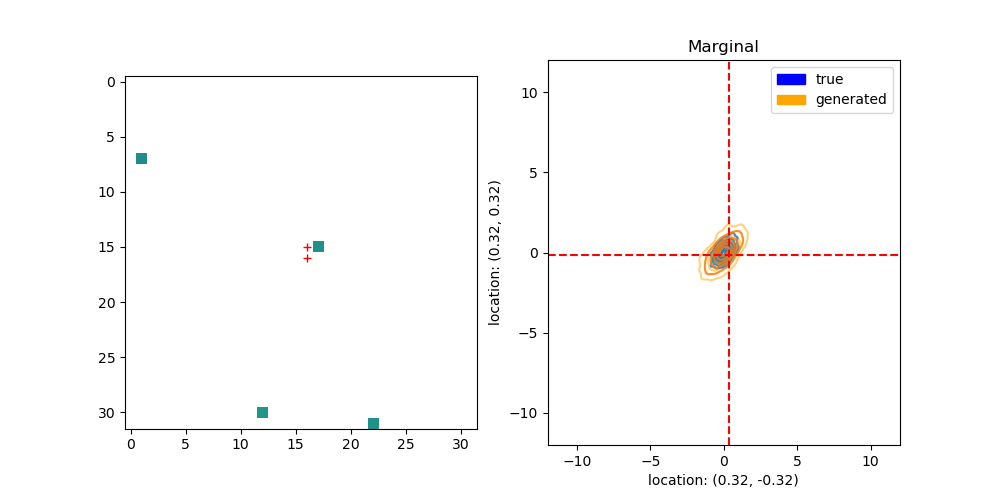 Marginal
true
generated
0
5
10
15
20
25
30
0 5 10 15 20 25 30
location: (0.32, 0.32)
10
5
0
−5
−10
−10 −5 0 5 10
location: (0.32, -0.32)